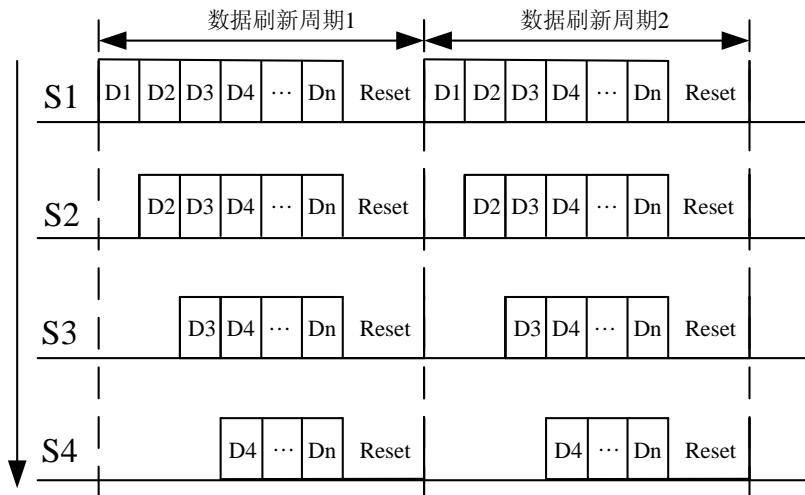 数据刷新周期1 数据刷新周期2
S1 D1 D2 D3 D4 ··· Dn Reset D1 D2 D3 D4 ··· Dn Reset
S2 D2 D3 D4 ··· Dn Reset D2 D3 D4 ··· Dn Reset
S3 D3 D4 ··· Dn Reset D3 D4 ··· Dn Reset
S4 D4 ··· Dn Reset D4 ··· Dn Reset